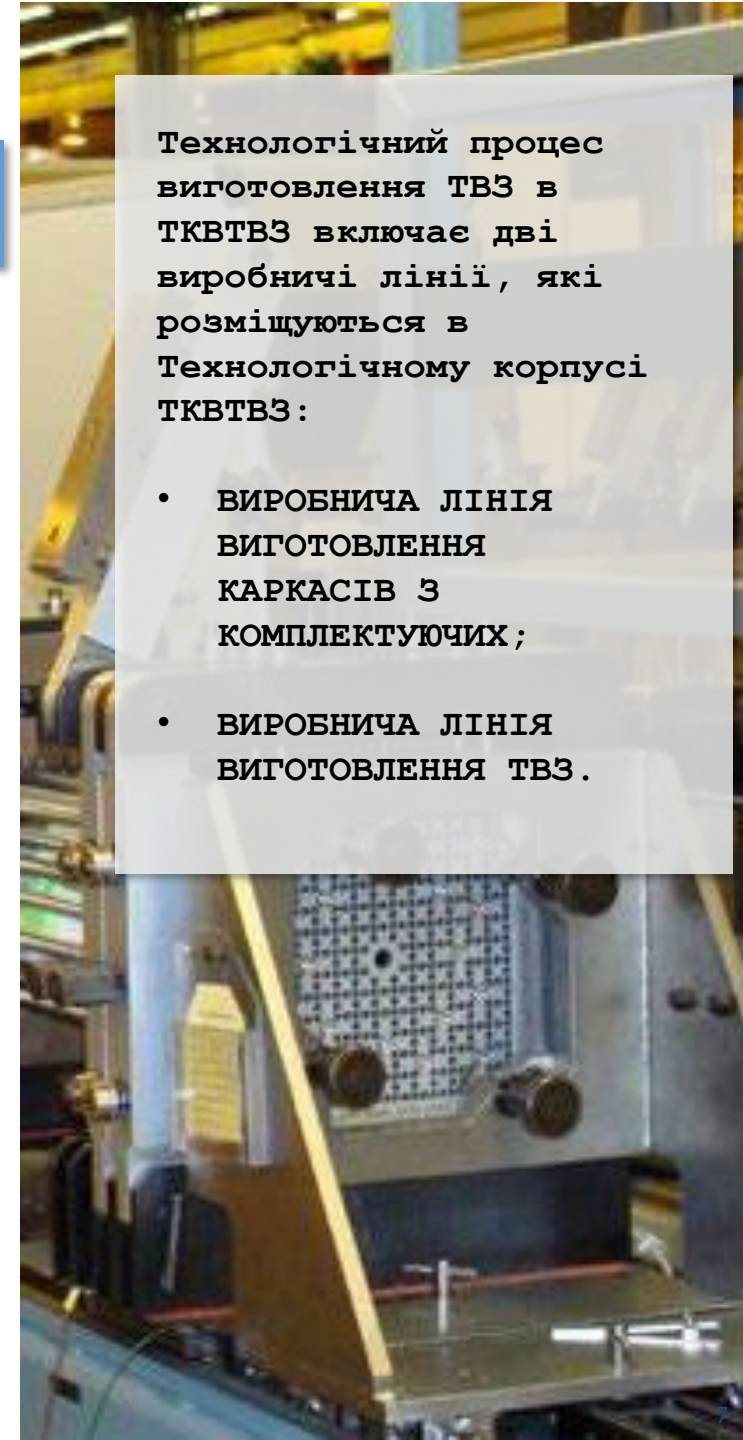 Технологічний процес
виготовлення ТВЗ в
ТКВТВЗ включає дві
виробничі лінії, які
розміщуються в
Технологічному корпусі
ТКВТВЗ:
• ВИРОБНИЧА ЛІНІЯ
ВИГОТОВЛЕННЯ
КАРКАСІВ З
КОМПЛЕКТУЮЧИХ;
• ВИРОБНИЧА ЛІНІЯ
ВИГОТОВЛЕННЯ ТВЗ.
7